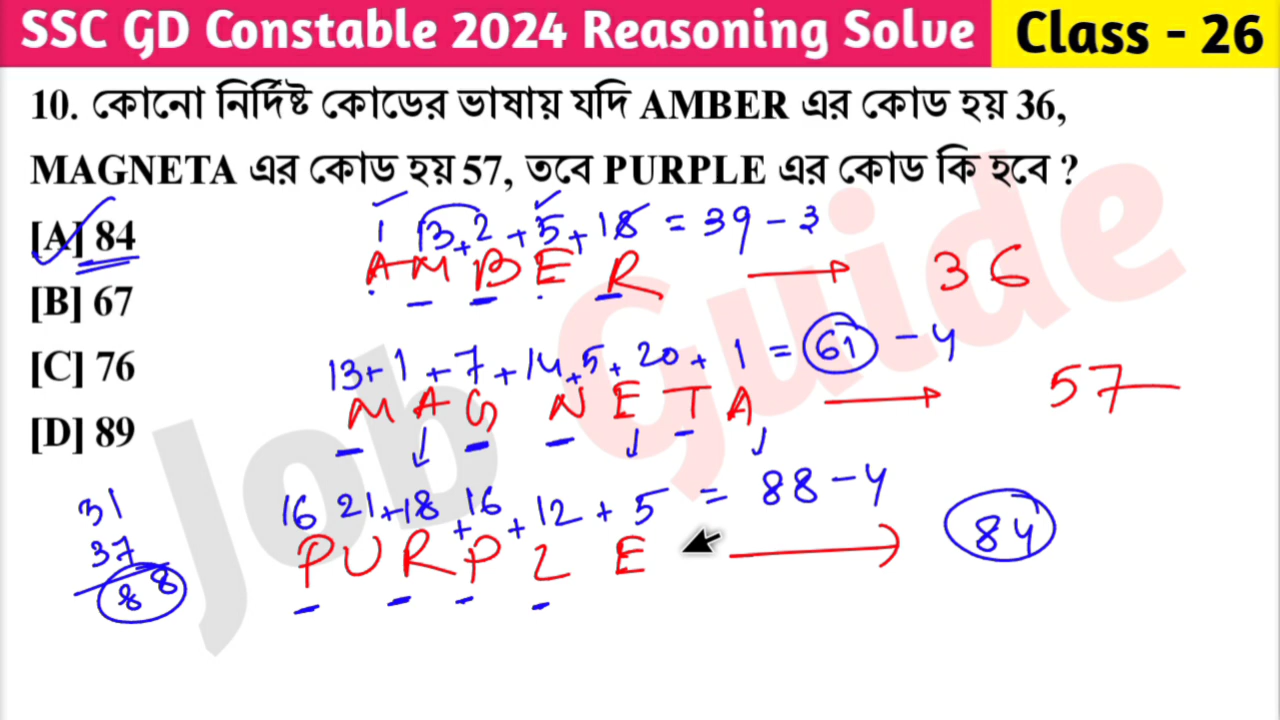 SSC GD Constable 2024 Reasoning Solve Class - 26
10. কোনো নির্দিষ্ট কোডের ভাষায় যদি AMBER এর কোড হয় 36,
MAGNETA এর কোড হয় 57, তবে PURPLE এর কোড কি হবে ?
[A] 84
[B] 67
[C] 76
[D] 89
1 13+2+5+18 = 39 - 3
AMBER → 36
13+1+7+14+5+20+1 = 61 - 4
MAGNETA → 57
16 21+18+16+12+5 = 88-4
PURPLE → 84
31
37
88
Job Guide